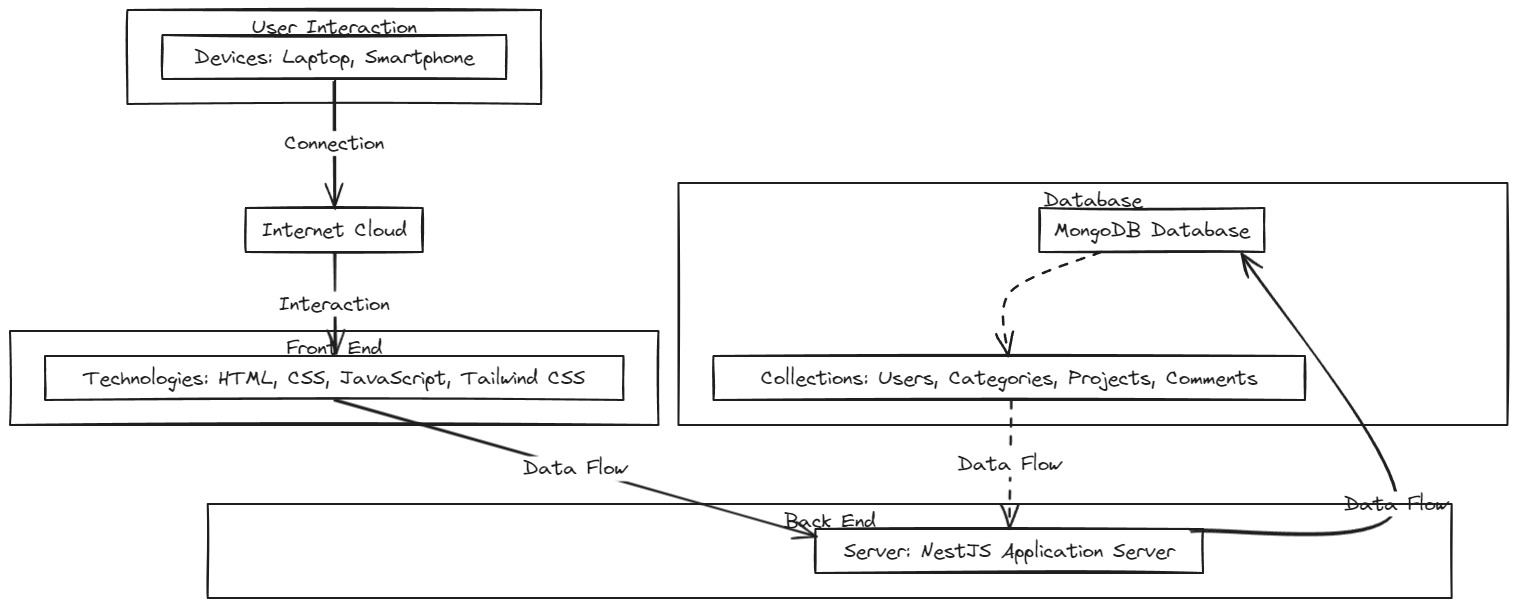 User Interaction
Devices: Laptop, Smartphone
Connection
Internet Cloud
Interaction
Front End
Technologies: HTML, CSS, JavaScript, Tailwind CSS
Database
MongoDB Database
Collections: Users, Categories, Projects, Comments
Data Flow
Data Flow
Data Flow
Back End
Server: NestJS Application Server